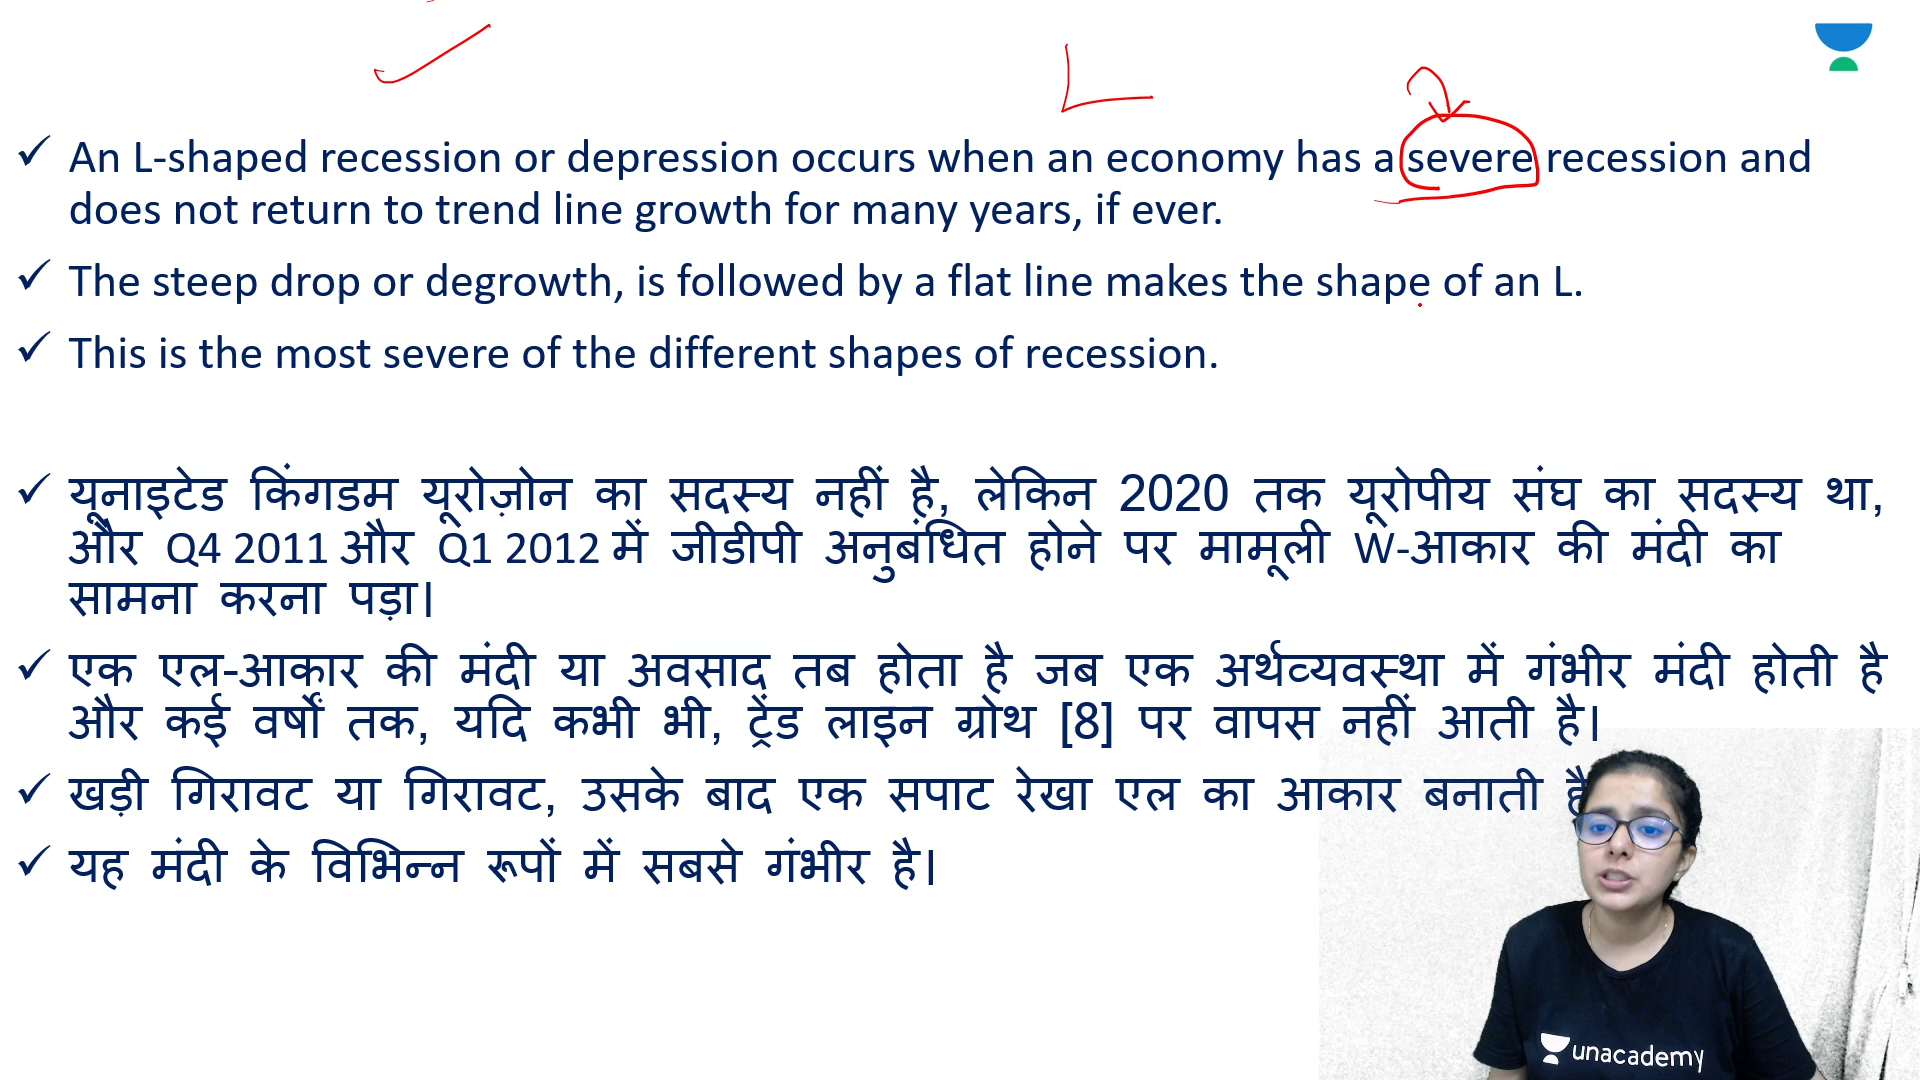 L
✓ An L-shaped recession or depression occurs when an economy has a severe recession and
does not return to trend line growth for many years, if ever.
✓ The steep drop or degrowth, is followed by a flat line makes the shape of an L.
✓ This is the most severe of the different shapes of recession.
✓ यूनाइटेड किंगडम यूरोज़ोन का सदस्य नहीं है, लेकिन 2020 तक यूरोपीय संघ का सदस्य था,
और Q4 2011 और Q1 2012 में जीडीपी अनुबंधित होने पर मामूली W-आकार की मंदी का
सामना करना पड़ा।
✓ एक एल-आकार की मंदी या अवसाद तब होता है जब एक अर्थव्यवस्था में गंभीर मंदी होती है
और कई वर्षों तक, यदि कभी भी, ट्रेंड लाइन ग्रोथ [8] पर वापस नहीं आती है।
✓ खड़ी गिरावट या गिरावट, उसके बाद एक सपाट रेखा एल का आकार बनाती है
✓ यह मंदी के विभिन्न रूपों में सबसे गंभीर है।
unacademy